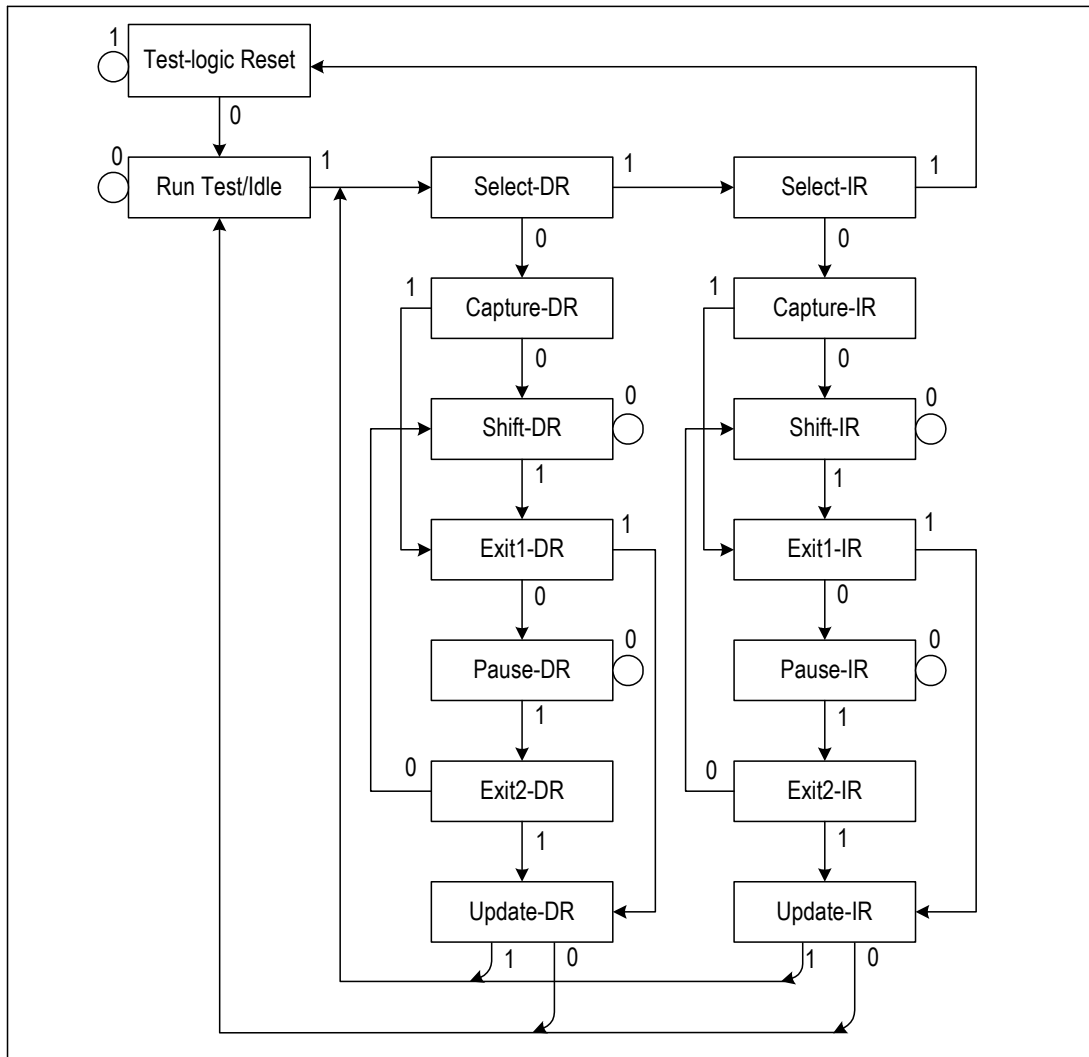 1
Test-logic Reset
0
0
Run Test/Idle
1
Select-DR
1
Select-IR
1
0
0
1
Capture-DR
1
Capture-IR
0
0
Shift-DR
0
Shift-IR
0
1
1
Exit1-DR
1
Exit1-IR
1
0
0
Pause-DR
0
Pause-IR
0
1
1
0
Exit2-DR
0
Exit2-IR
1
1
Update-DR
Update-IR
1
0
1
0